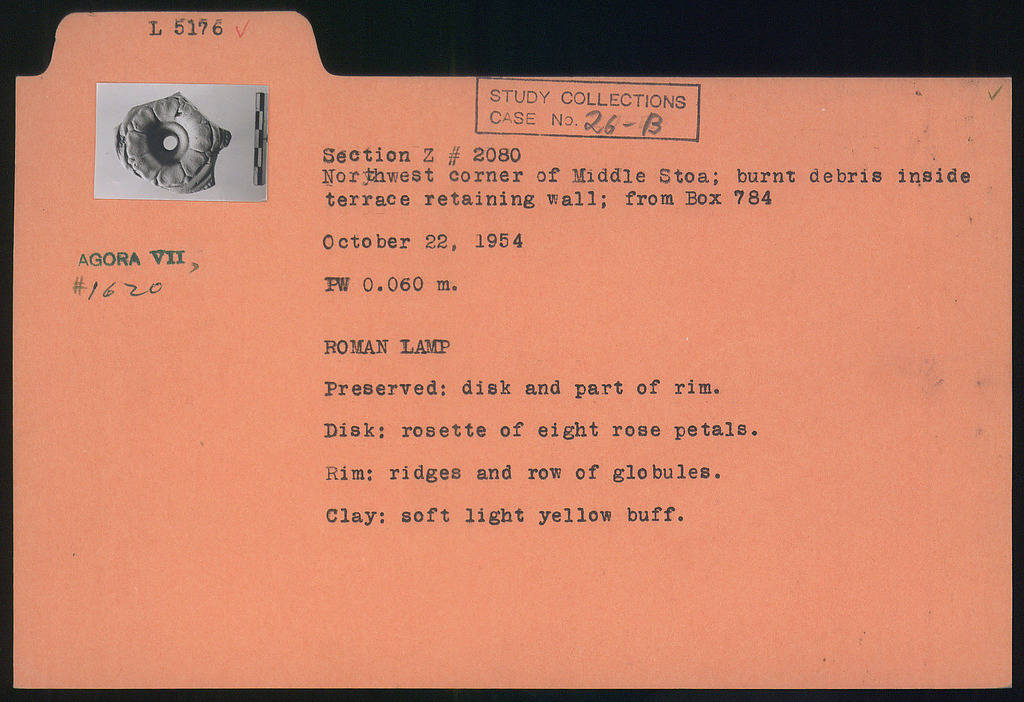 L 5176
STUDY COLLECTIONS
CASE No. 26-B
Section Z # 2080
Northwest corner of Middle Stoa; burnt debris inside
terrace retaining wall; from Box 784
October 22, 1954
AGORA VII,
#1620
PW 0.060 m.
ROMAN LAMP
Preserved: disk and part of rim.
Disk: rosette of eight rose petals.
Rim: ridges and row of globules.
Clay: soft light yellow buff.